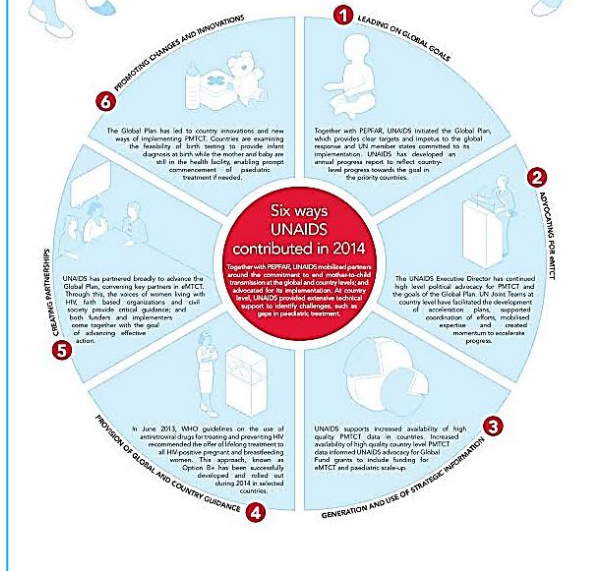 Six ways
UNAIDS
contributed in 2014
Together with PEPFAR, UNAIDS mobilized partners
around the commitment to end mother-to-child
transmission at the global and country levels; and
advocated for its implementation. At country
level, UNAIDS provided extensive technical
support to identify challenges, such as
gaps in paediatric treatment.
1
LEADING ON GLOBAL GOALS
Together with PEPFAR, UNAIDS initiated the Global Plan,
which provides clear targets and impetus to the global
response and UN member states committed to its
implementation. UNAIDS has developed an
annual progress report to reflect country-
level progress towards the goal in
the priority countries.
2
ADVOCATING FOR eMTCT
The UNAIDS Executive Director has continued
high level political advocacy for PMTCT and
the goals of the Global Plan. UN Joint Teams at
country level have facilitated the development
of acceleration plans, supported
coordination of efforts, mobilised
expertise and created
momentum to accelerate
progress.
3
GENERATION AND USE OF STRATEGIC INFORMATION
UNAIDS supports increased availability of high
quality PMTCT data in countries. Increased
availability of high quality country level PMTCT
data informed UNAIDS advocacy for Global
Fund grants to include funding for
eMTCT and paediatric scale-up.
4
PROVISION OF GLOBAL AND COUNTRY GUIDANCE
In June 2013, WHO guidelines on the use of
antiretroviral drugs for treating and preventing HIV
recommended the offer of lifelong treatment to
all HIV-positive pregnant and breastfeeding
women. This approach, known as
Option B+ has been successfully
developed and rolled out
during 2014 in selected
countries.
5
CREATING PARTNERSHIPS
UNAIDS has partnered broadly to advance the
Global Plan, convening key partners in eMTCT.
Through this, the voices of women living with
HIV, faith based organizations and civil
society provide critical guidance; and
both funders and implementers
come together with the goal
of advancing effective
action.
6
PROMOTING CHANGES AND INNOVATIONS
The Global Plan has led to country innovations and new
ways of implementing PMTCT. Countries are examining
the feasibility of birth testing to provide infant
diagnosis at birth while the mother and baby are
still in the health facility, enabling prompt
commencement of paediatric
treatment if needed.